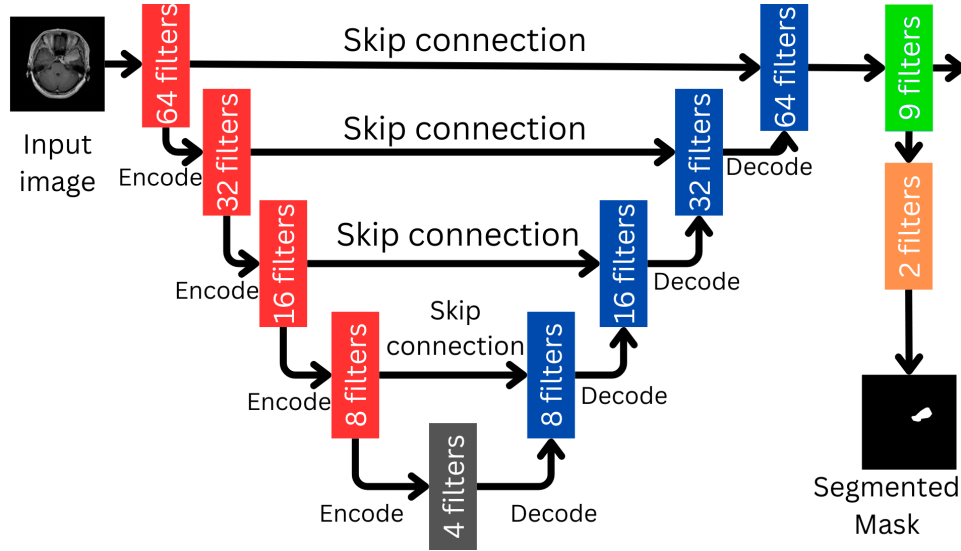 Input
image
64 filters
Skip connection
64 filters
9 filters
Encode
32 filters
Skip connection
32 filters
Decode
2 filters
Encode
16 filters
Skip connection
16 filters
Decode
Encode
8 filters
Skip
connection
8 filters
Decode
Encode
4 filters
Decode
Segmented
Mask